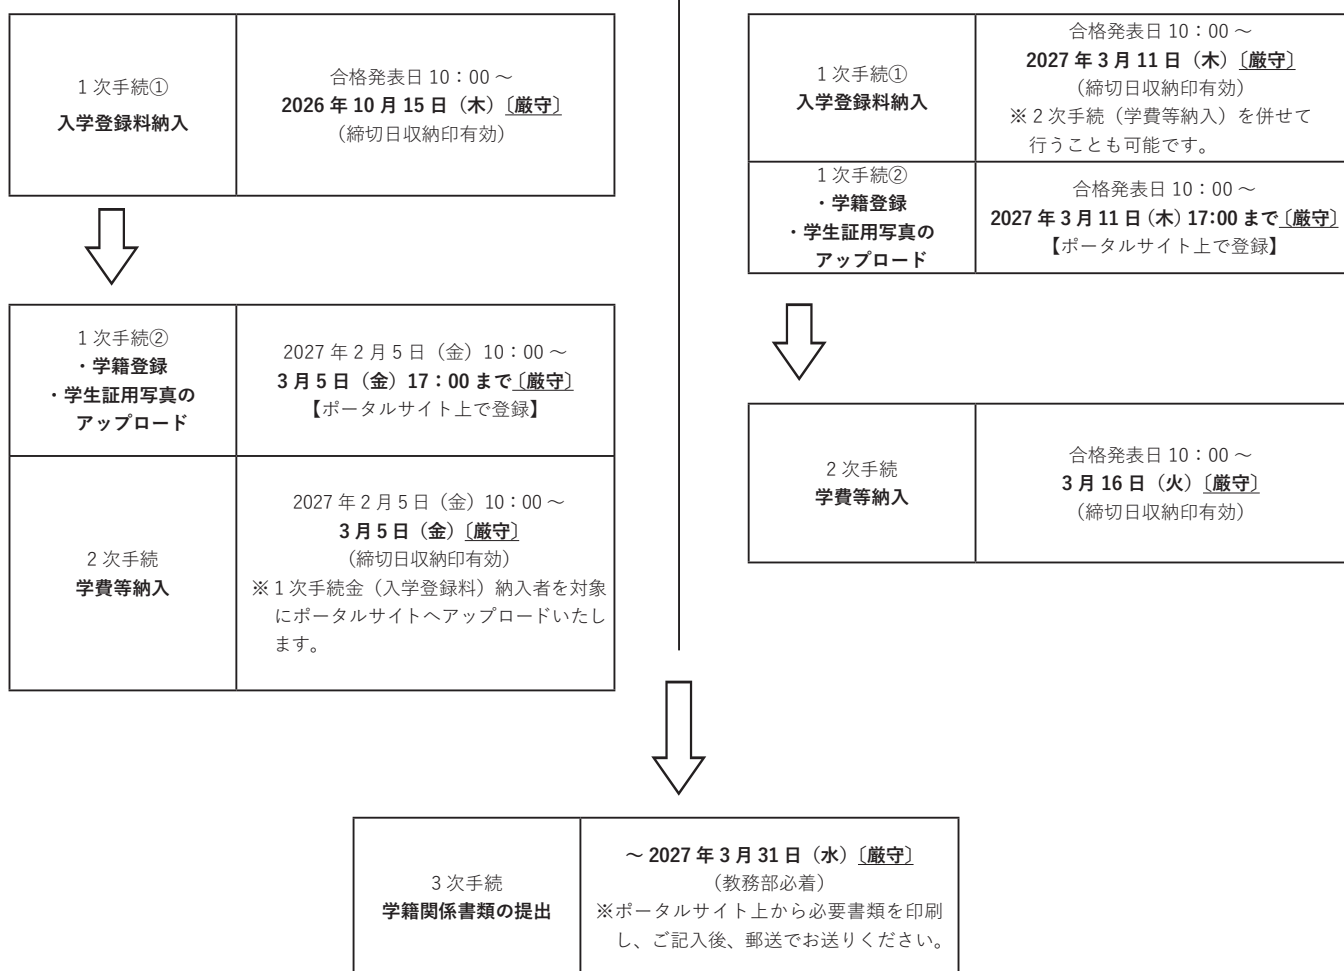 1 次手続①
入学登録料納入
合格発表日 10：00 ～
2026 年 10 月 15 日（木）〔厳守〕
（締切日収納印有効）
1 次手続②
・学籍登録
・学生証用写真の
アップロード
2027 年 2 月 5 日（金）10：00 ～
3 月 5 日（金）17：00 まで〔厳守〕
【ポータルサイト上で登録】
2 次手続
学費等納入
2027 年 2 月 5 日（金）10：00 ～
3 月 5 日（金）〔厳守〕
（締切日収納印有効）
※ 1 次手続金（入学登録料）納入者を対象
にポータルサイトへアップロードいたし
ます。
1 次手続①
入学登録料納入
合格発表日 10：00 ～
2027 年 3 月 11 日（木）〔厳守〕
（締切日収納印有効）
※ 2 次手続（学費等納入）を併せて
行うことも可能です。
1 次手続②
・学籍登録
・学生証用写真の
アップロード
合格発表日 10：00 ～
2027 年 3 月 11 日（木）17:00 まで〔厳守〕
【ポータルサイト上で登録】
2 次手続
学費等納入
合格発表日 10：00 ～
3 月 16 日（火）〔厳守〕
（締切日収納印有効）
3 次手続
学籍関係書類の提出
～ 2027 年 3 月 31 日（水）〔厳守〕
（教務部必着）
※ポータルサイト上から必要書類を印刷
し、ご記入後、郵送でお送りください。